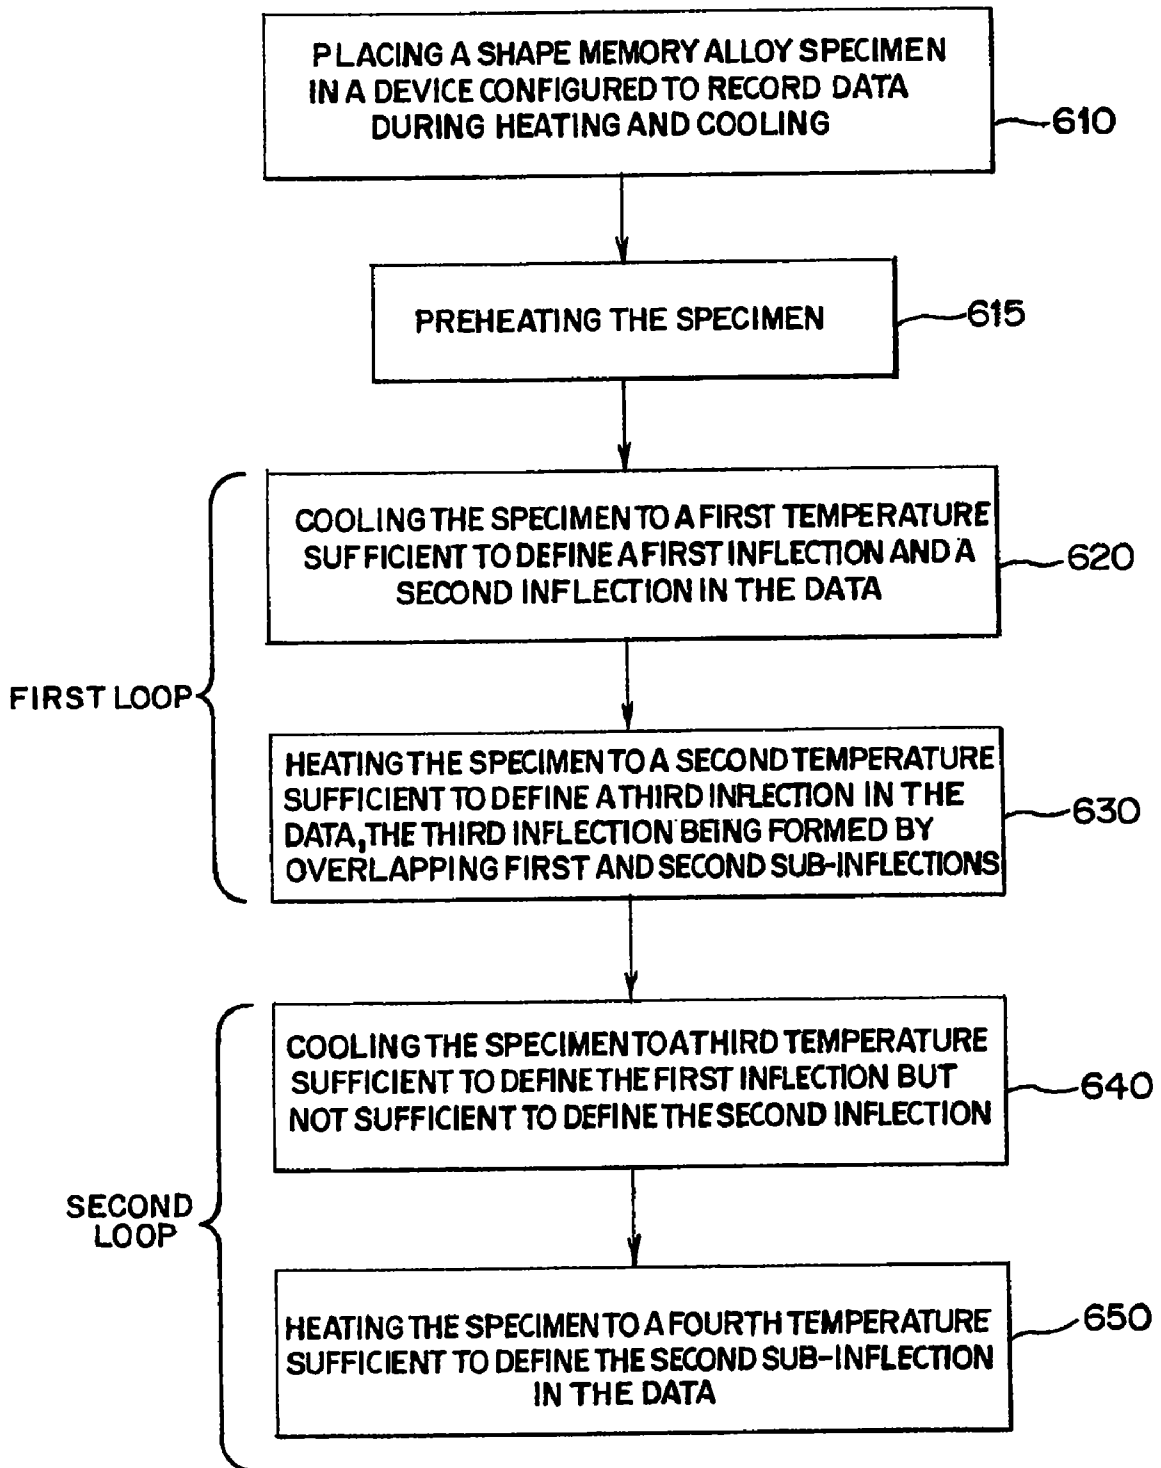 PLACING A SHAPE MEMORY ALLOY SPECIMEN
IN A DEVICE CONFIGURED TO RECORD DATA
DURING HEATING AND COOLING
610
PREHEATING THE SPECIMEN
615
COOLING THE SPECIMEN TO A FIRST TEMPERATURE
SUFFICIENT TO DEFINE A FIRST INFLECTION AND A
SECOND INFLECTION IN THE DATA
620
FIRST LOOP
HEATING THE SPECIMEN TO A SECOND TEMPERATURE
SUFFICIENT TO DEFINE A THIRD INFLECTION IN THE
DATA, THE THIRD INFLECTION BEING FORMED BY
OVERLAPPING FIRST AND SECOND SUB-INFLECTIONS
630
COOLING THE SPECIMEN TO A THIRD TEMPERATURE
SUFFICIENT TO DEFINE THE FIRST INFLECTION BUT
NOT SUFFICIENT TO DEFINE THE SECOND INFLECTION
640
SECOND
LOOP
HEATING THE SPECIMEN TO A FOURTH TEMPERATURE
SUFFICIENT TO DEFINE THE SECOND SUB-INFLECTION
IN THE DATA
650